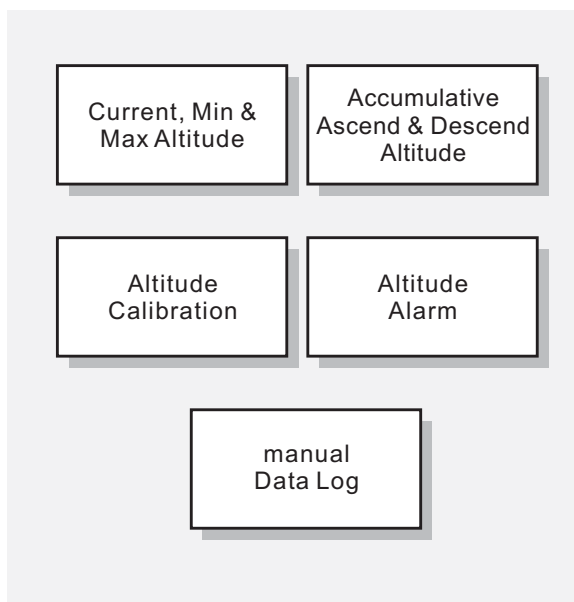 Current, Min &
Max Altitude
Accumulative
Ascend & Descend
Altitude
Altitude
Calibration
Altitude
Alarm
manual
Data Log